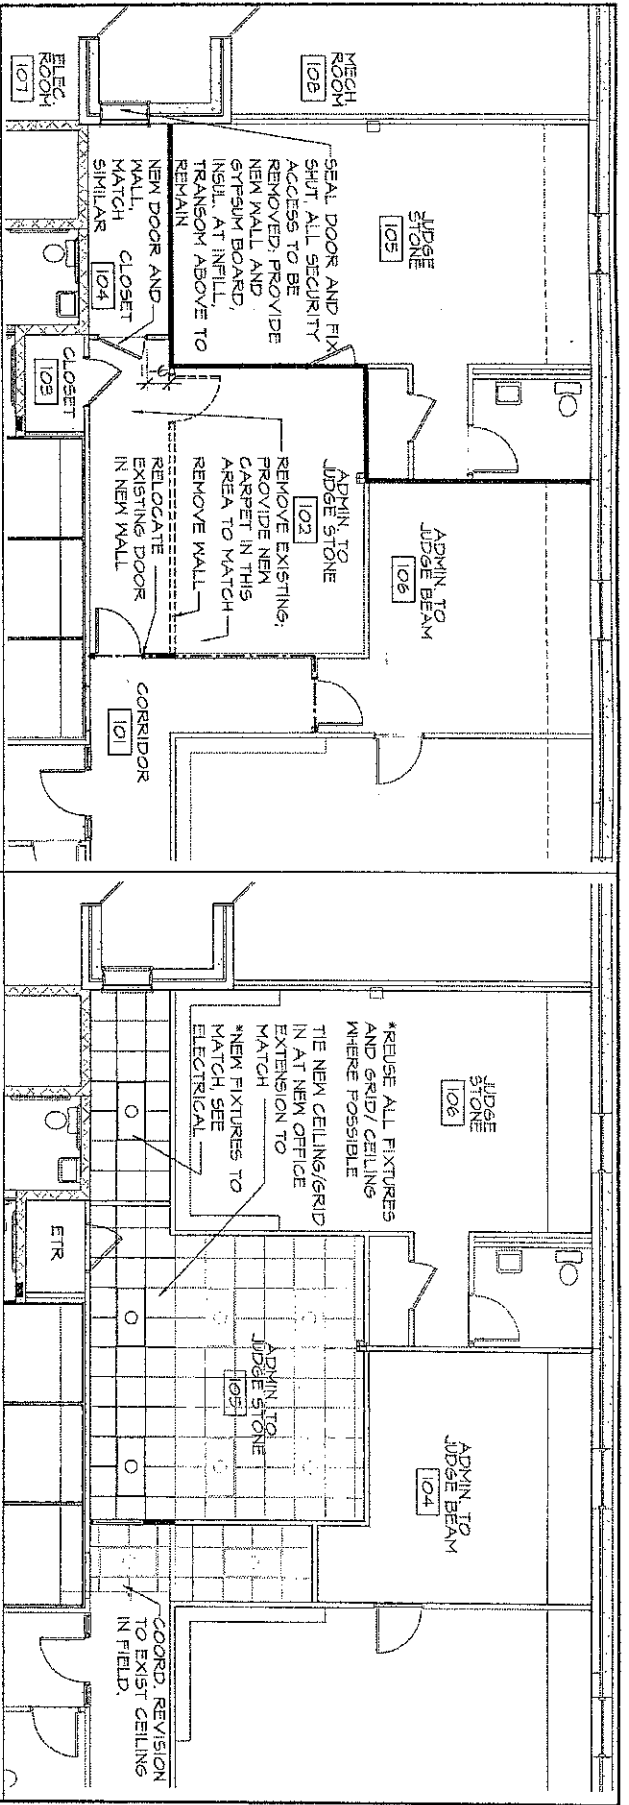 MECH
ROOM
108
ELEC
ROOM
107
JUDGE
STONE
105
SEAL DOOR AND FIX
SHUT, ALL SECURITY
ACCESS TO BE
REMOVED; PROVIDE
NEW WALL AND
GYPSUM BOARD,
INSUL. AT INFILL,
TRANSOM ABOVE TO
REMAIN
NEW DOOR AND
WALL,
MATCH
SIMILAR
CLOSET
104
CLOSET
103
ADMIN. TO
JUDGE STONE
102
REMOVE EXISTING;
PROVIDE NEW
CARPET IN THIS
AREA TO MATCH
REMOVE WALL
RELOCATE
EXISTING DOOR
IN NEW WALL
ADMIN. TO
JUDGE BEAM
106
CORRIDOR
101
JUDGE
STONE
106
*REUSE ALL FIXTURES
AND GRID/ CEILING
WHERE POSSIBLE
TIE NEW CEILING/GRID
IN AT NEW OFFICE
EXTENSION TO
MATCH
*NEW FIXTURES TO
MATCH, SEE
ELECTRICAL
ETR
ADMIN. TO
JUDGE STONE
105
ADMIN. TO
JUDGE BEAM
104
COORD. REVISION
TO EXIST CEILING
IN FIELD.